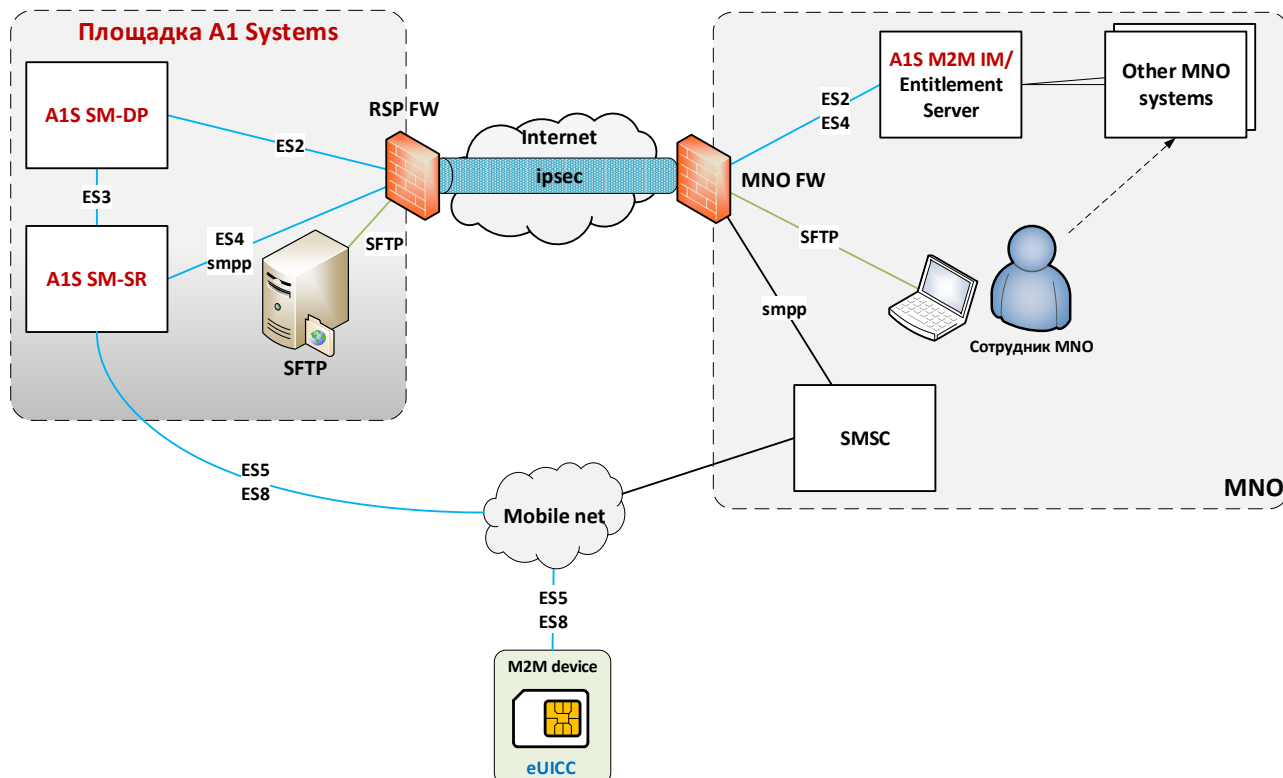 Площадка A1 Systems
A1S SM-DP
ES2
ES3
A1S SM-SR
ES4
smpp
SFTP
SFTP
RSP FW
Internet
ipsec
MNO FW
ES2
ES4
A1S M2M IM/
Entitlement
Server
Other MNO
systems
SFTP
smpp
Сотрудник MNO
SMSC
MNO
ES5
ES8
Mobile net
ES5
ES8
M2M device
eUICC